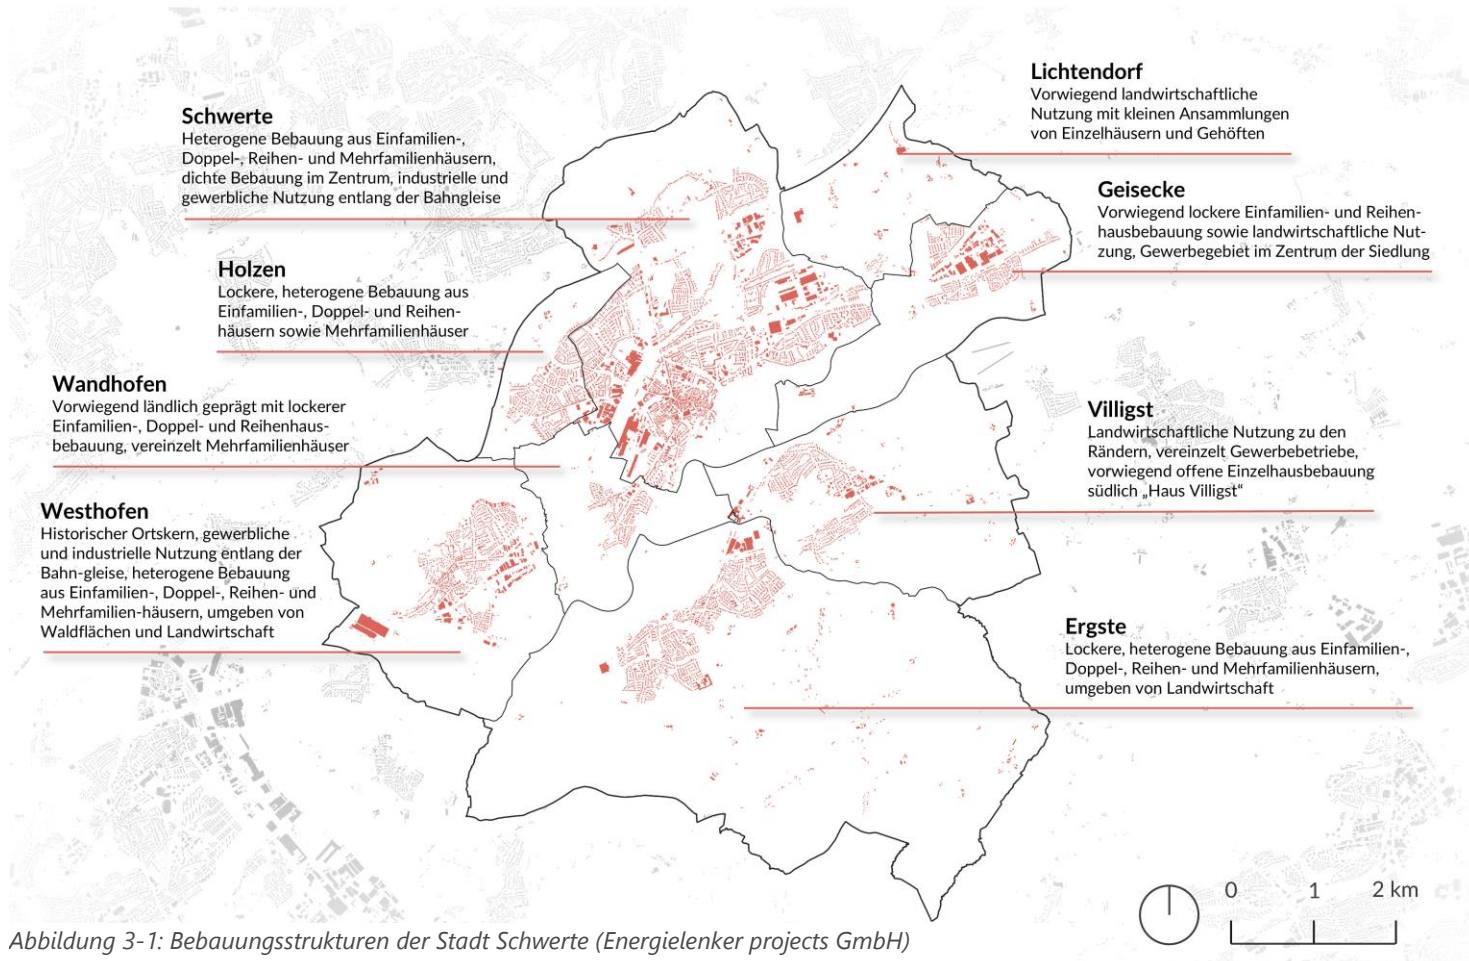 Schwerte
Heterogene Bebauung aus Einfamilien-,
Doppel-, Reihen- und Mehrfamilienhäusern,
dichte Bebauung im Zentrum, industrielle und
gewerbliche Nutzung entlang der Bahngleise
Holzen
Lockere, heterogene Bebauung aus
Einfamilien-, Doppel- und Reihen-
häusern sowie Mehrfamilienhäuser
Wandhofen
Vorwiegend ländlich geprägt mit lockerer
Einfamilien-, Doppel- und Reihenhaus-
bebauung, vereinzelt Mehrfamilienhäuser
Westhofen
Historischer Ortskern, gewerbliche
und industrielle Nutzung entlang der
Bahn-gleise, heterogene Bebauung
aus Einfamilien-, Doppel-, Reihen- und
Mehrfamilien-häusern, umgeben von
Waldflächen und Landwirtschaft
Lichtendorf
Vorwiegend landwirtschaftliche
Nutzung mit kleinen Ansammlungen
von Einzelhäusern und Gehöften
Geisecke
Vorwiegend lockere Einfamilien- und Reihen-
hausbebauung sowie landwirtschaftliche Nut-
zung, Gewerbegebiet im Zentrum der Siedlung
Villigst
Landwirtschaftliche Nutzung zu den
Rändern, vereinzelt Gewerbebetriebe,
vorwiegend offene Einzelhausbebauung
südlich „Haus Villigst“
Ergste
Lockere, heterogene Bebauung aus Einfamilien-,
Doppel-, Reihen- und Mehrfamilienhäusern,
umgeben von Landwirtschaft
0 1 2 km
Abbildung 3-1: Bebauungsstrukturen der Stadt Schwerte (Energielenker projects GmbH)